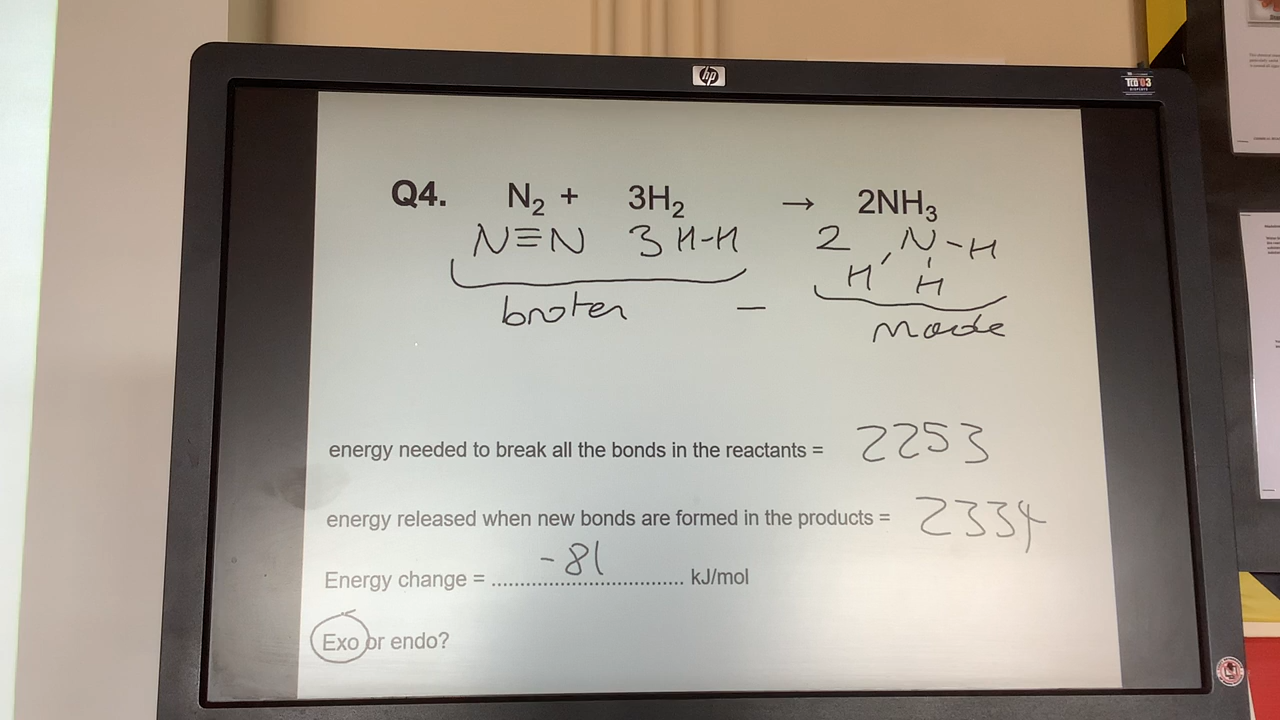 hp
Q4. N₂ + 3H₂ → 2NH₃
N≡N 3 H-H 2 N-H
H H
broken - made
energy needed to break all the bonds in the reactants = 2253
energy released when new bonds are formed in the products = 2334
-81
Energy change = ................................. kJ/mol
Exo or endo?